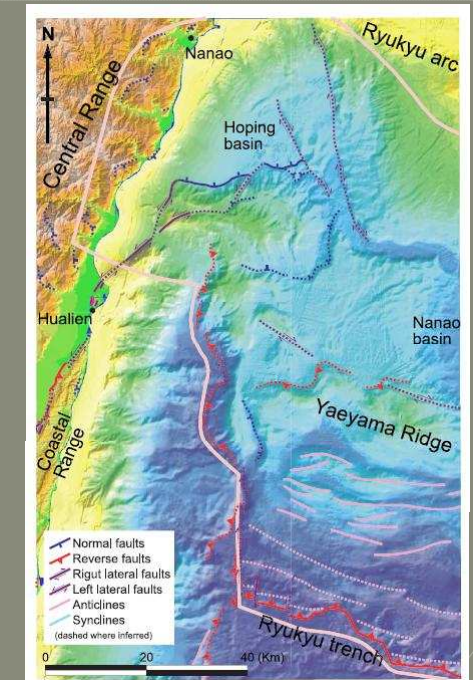 N
Nanao
Ryukyu arc
Central Range
Hoping
basin
Hualien
Nanao
basin
Yaeyama Ridge
Coastal
Range
Normal faults
Reverse faults
Rigut lateral faults
Left lateral faults
Anticlines
Synclines
(dashed where inferred)
Ryukyu trench
0 20 40 (Km)